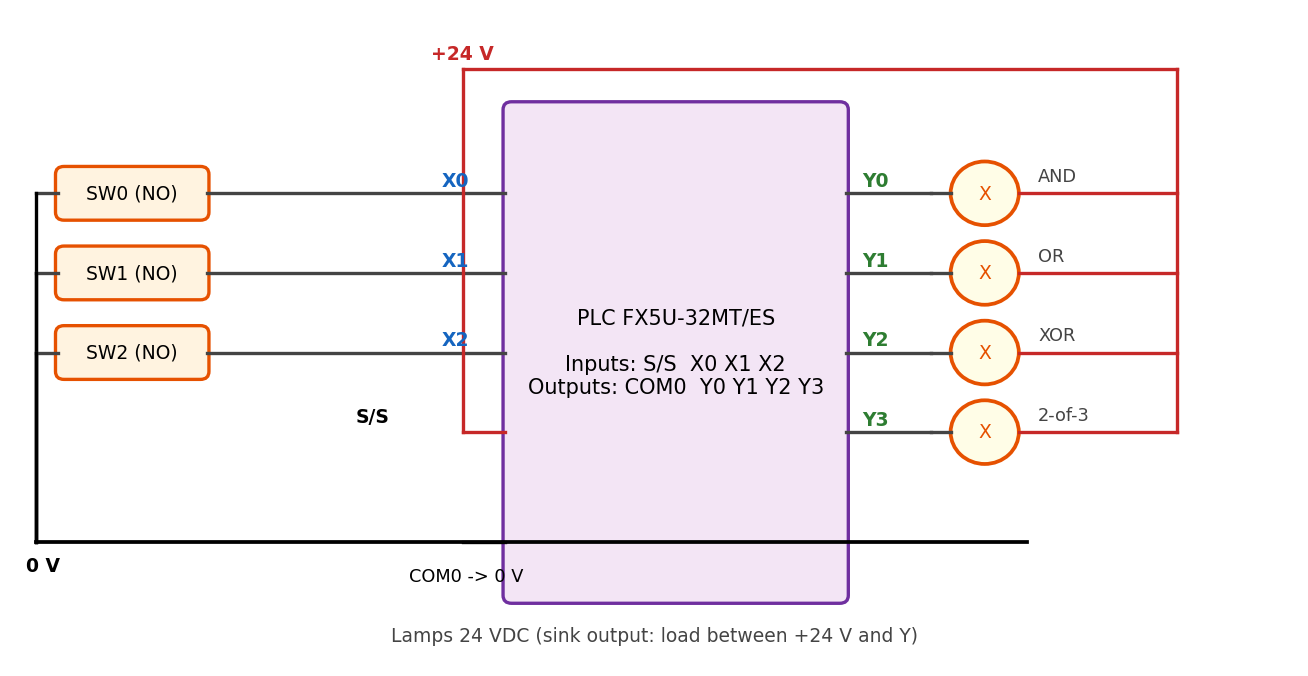 +24 V
SW0 (NO)
X0
Y0
X
AND
SW1 (NO)
X1
Y1
X
OR
PLC FX5U-32MT/ES
SW2 (NO)
X2
Y2
X
XOR
Inputs: S/S  X0 X1 X2
Outputs: COM0  Y0 Y1 Y2 Y3
S/S
Y3
X
2-of-3
0 V
COM0 -> 0 V
Lamps 24 VDC (sink output: load between +24 V and Y)